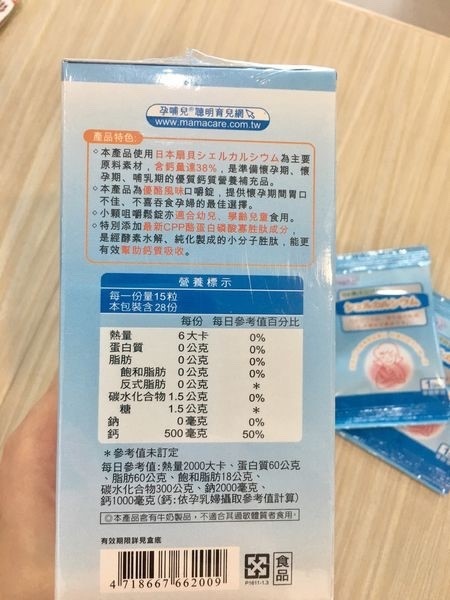 孕哺兒®聰明育兒網
www.mamacare.com.tw
產品特色:
本產品使用日本扇貝シェルカルシウム為主要
原料素材，含鈣量達38%，是準備懷孕期、懷
孕期、哺乳期的優質鈣質營養補充品。
本產品為優酪風味口嚼錠，提供懷孕期間胃口
不佳、不喜吞食孕婦的最佳選擇。
小顆咀嚼鬆錠亦適合幼兒、學齡兒童食用。
特別添加最新CPP酪蛋白磷酸寡胜肽成分，
是經酵素水解、純化製成的小分子胜肽，能更
有效幫助鈣質吸收。
營養標示
每一份量15粒
本包裝含28份
每份 每日參考值百分比
熱量 6大卡 0%
蛋白質 0公克 0%
脂肪 0公克 0%
飽和脂肪 0公克 0%
反式脂肪 0公克 *
碳水化合物 1.5公克 0%
糖 1.5公克 *
鈉 0毫克 0%
鈣 500毫克 50%
*參考值未訂定
每日參考值:熱量2000大卡、蛋白質60公克
、脂肪60公克、飽和脂肪18公克、
碳水化合物300公克、鈉2000毫克、
鈣1000毫克(鈣:依孕乳婦攝取參考值計算)
◎本產品含有牛奶製品，不適合其過敏體質者食用。
有效期限詳見盒底
4718667662009
P1611-1.3
食品
シェルカルシウム